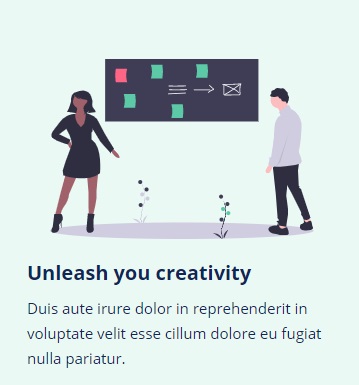 Unleash you creativity
Duis aute irure dolor in reprehenderit in
voluptate velit esse cillum dolore eu fugiat
nulla pariatur.